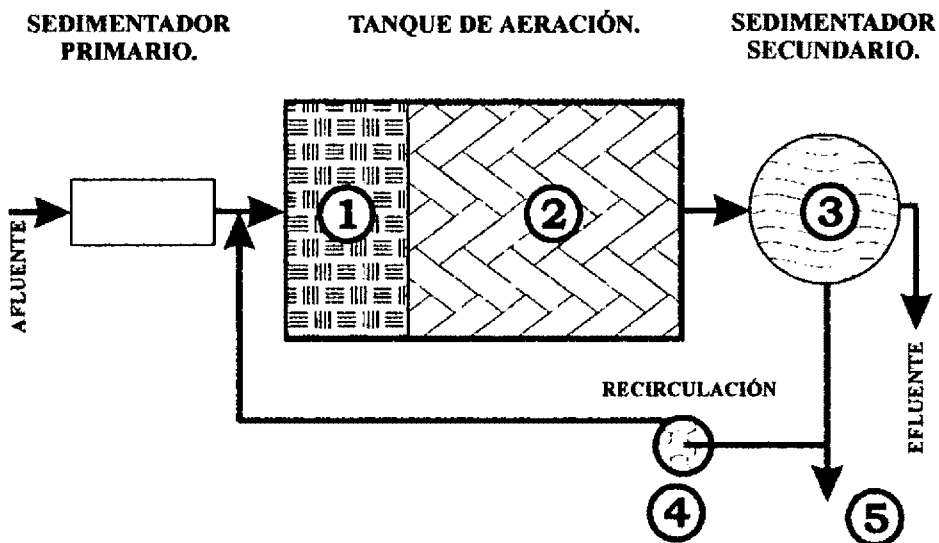 SEDIMENTADOR
PRIMARIO.
TANQUE DE AERACIÓN.
SEDIMENTADOR
SECUNDARIO.
1
2
3
AFLUENTE
RECIRCULACIÓN
EFLUENTE
4
5